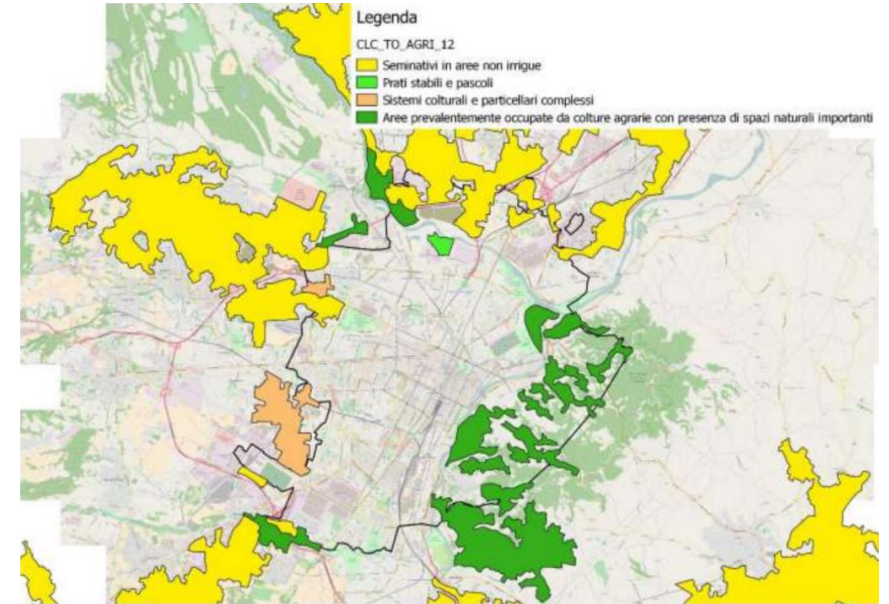 Legenda
CLC_TO_AGRI_12
Seminativi in aree non irrigue
Prati stabili e pascoli
Sistemi colturali e particellari complessi
Aree prevalentemente occupate da colture agrarie con presenza di spazi naturali importanti